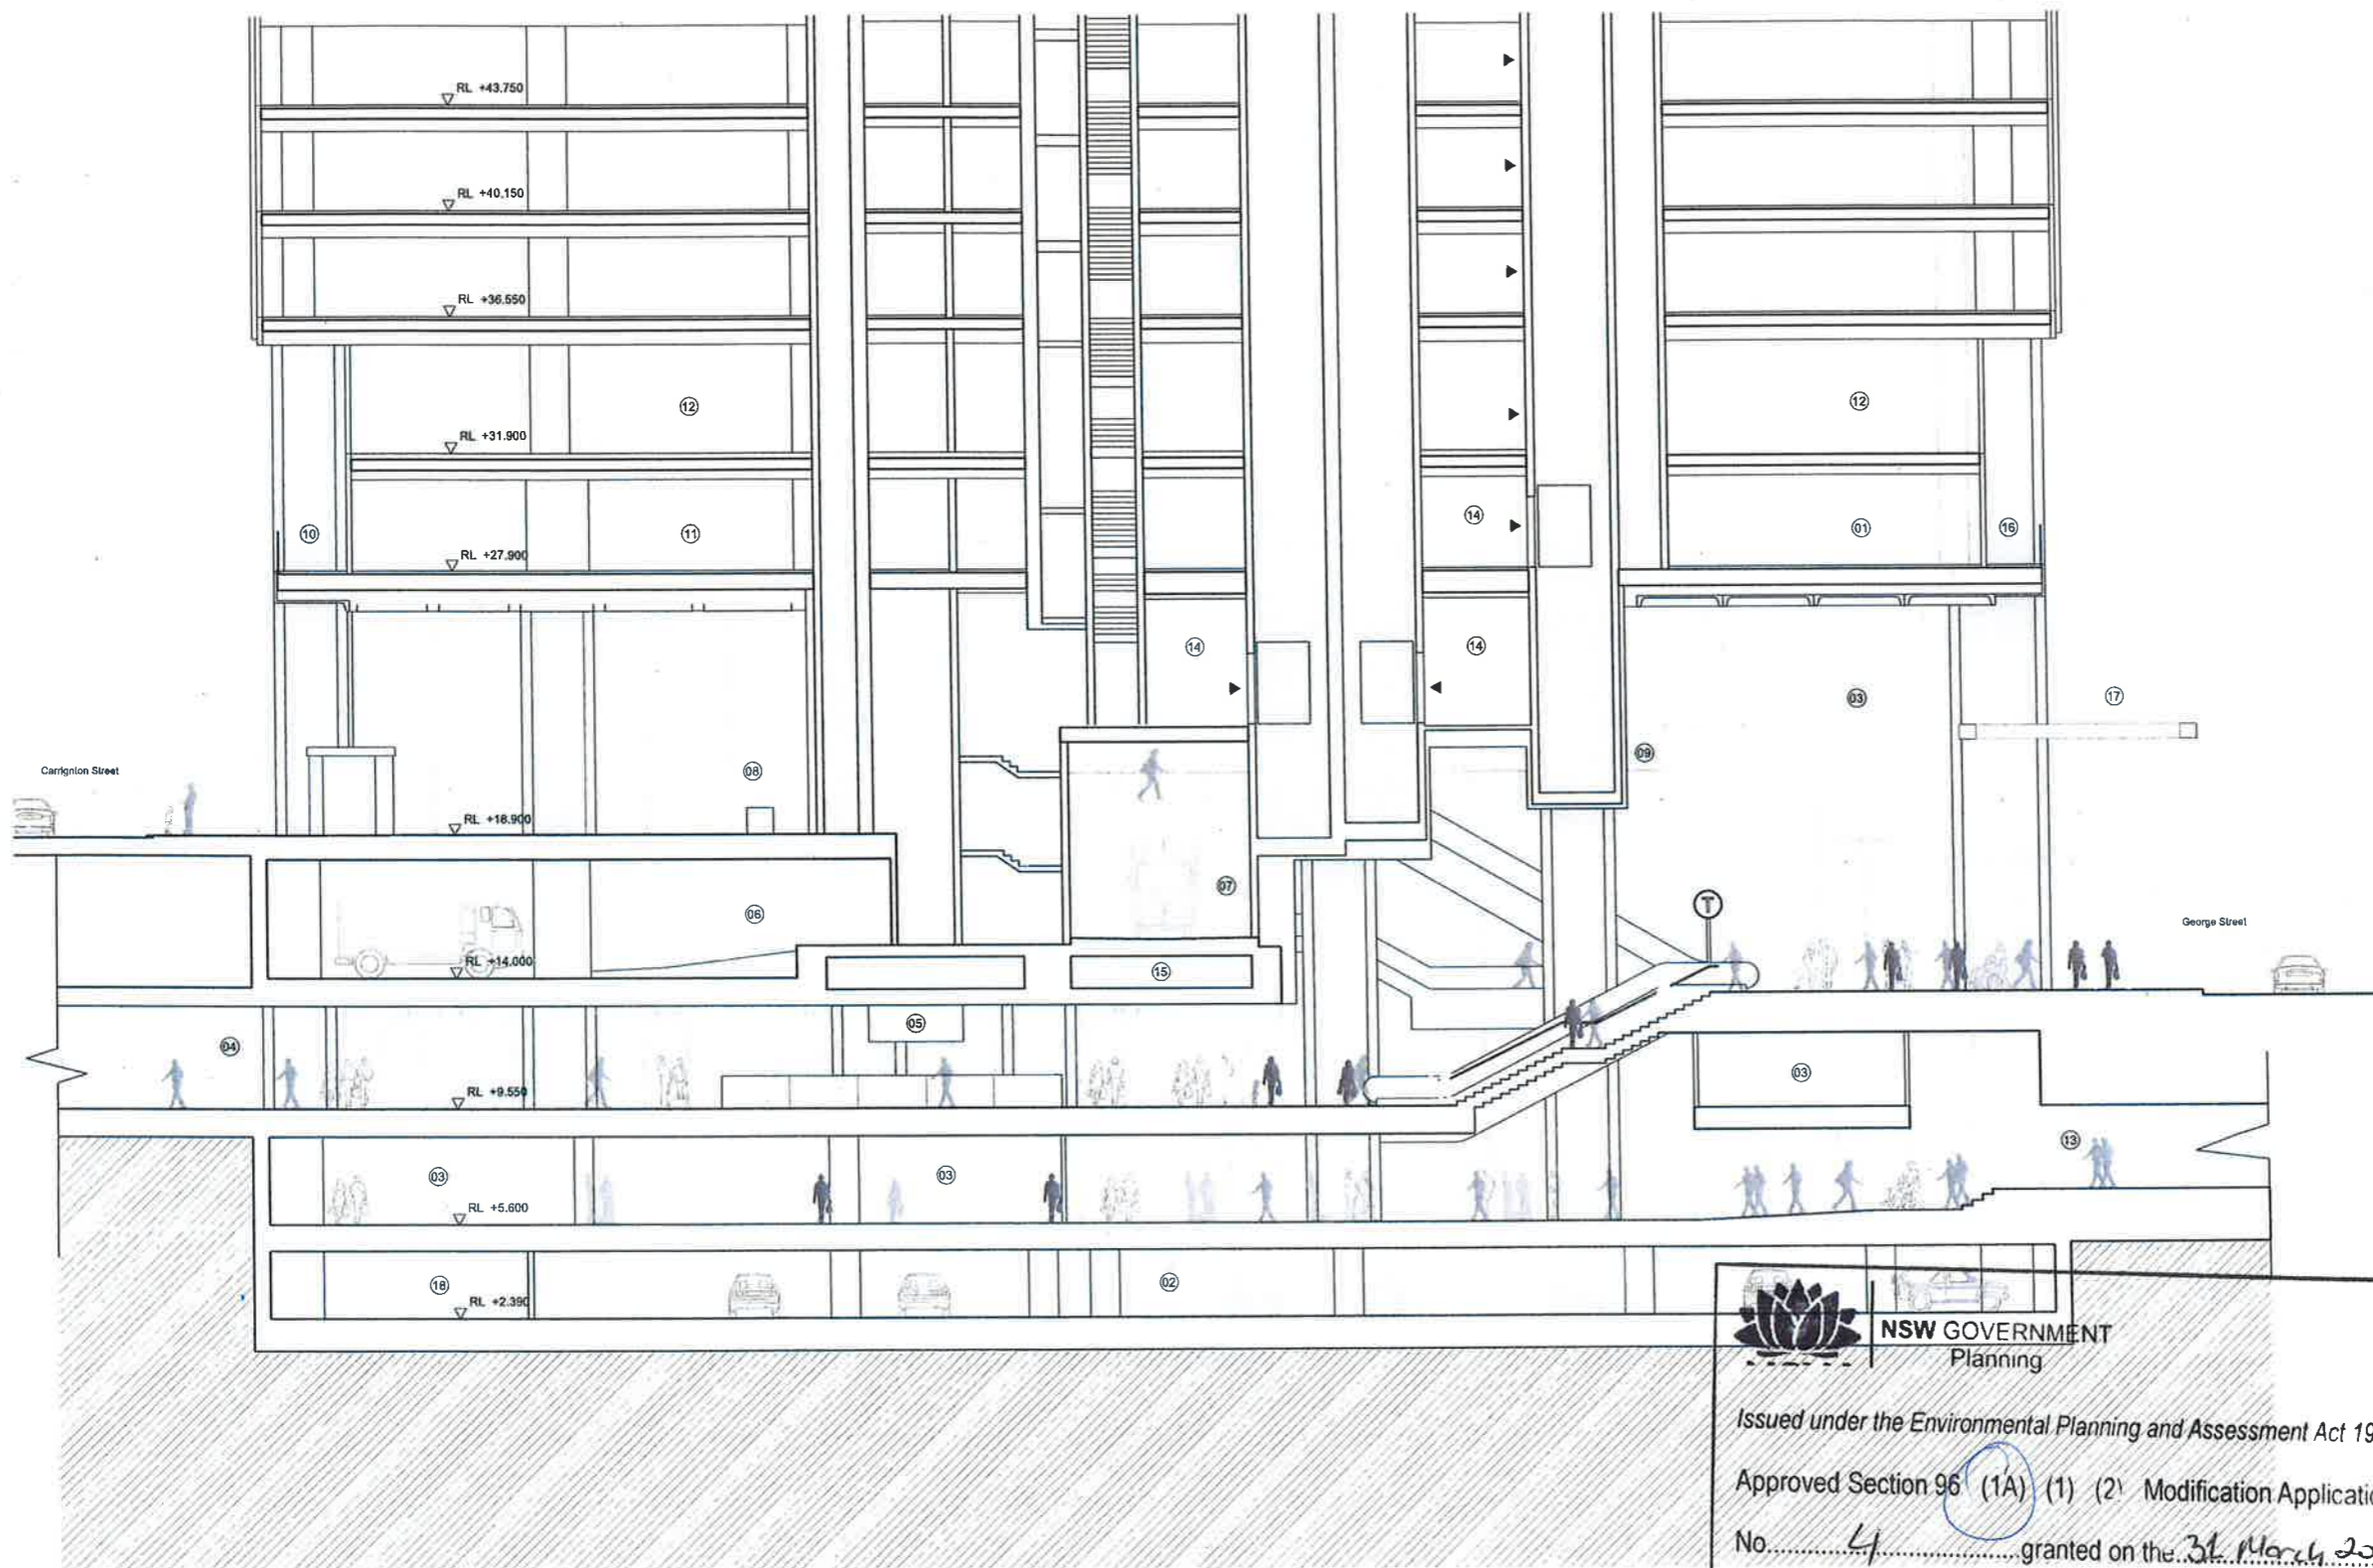 RL +43.750
RL +40.150
RL +36.550
12
12
RL +31.900
10
11
14
01
16
RL +27.900
14
14
03
17
09
Carrignton Street
08
RL +18.900
07
T
George Street
06
RL +14.000
15
05
04
03
RL +9.550
13
03
03
RL +5.600
18
02
RL +2.390
NSW GOVERNMENT
Planning
Issued under the Environmental Planning and Assessment Act 19
Approved Section 96 (1A) (1) (2) Modification Applicatio
No.............4.....................granted on the..31 March 20